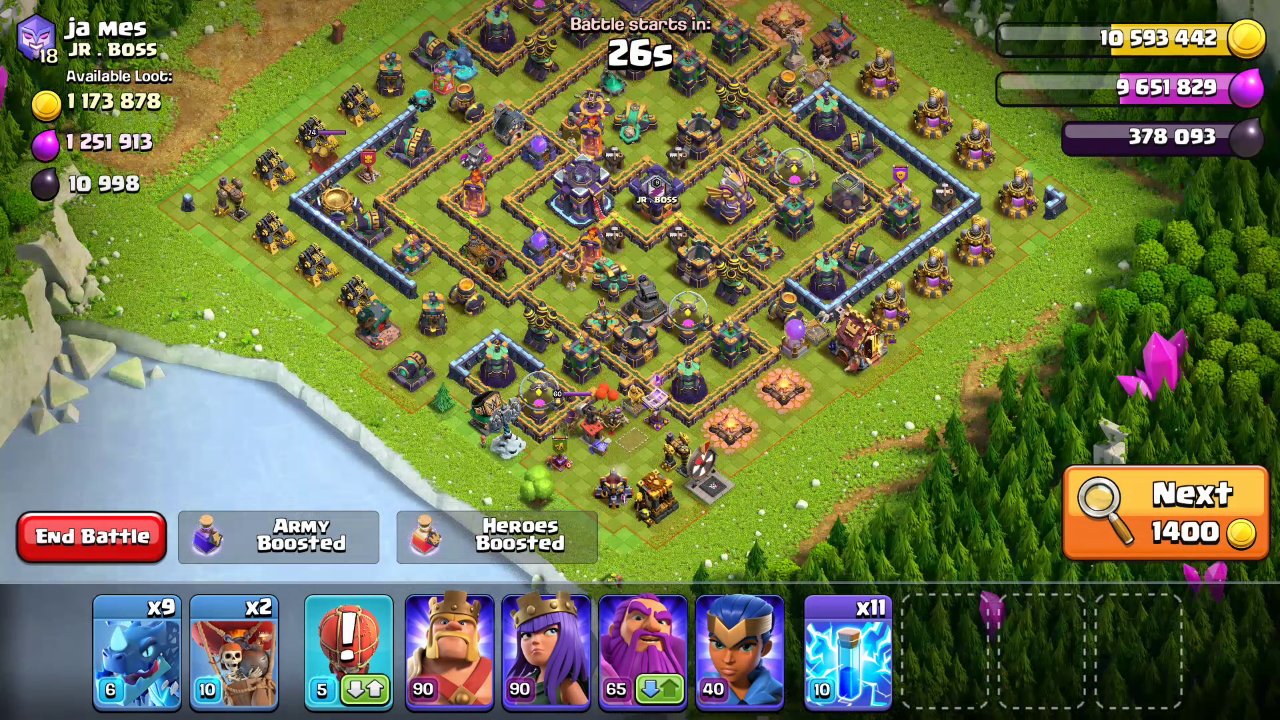 ja mes
JR . BOSS
18
Available Loot:
1 173 878
1 251 913
10 998
Battle starts in:
26s
10 593 442
9 651 829
378 093
74
JR . BOSS
60
Next
1400
End Battle
Army
Boosted
Heroes
Boosted
x9
x2
x11
6
10
5
90
90
65
40
10